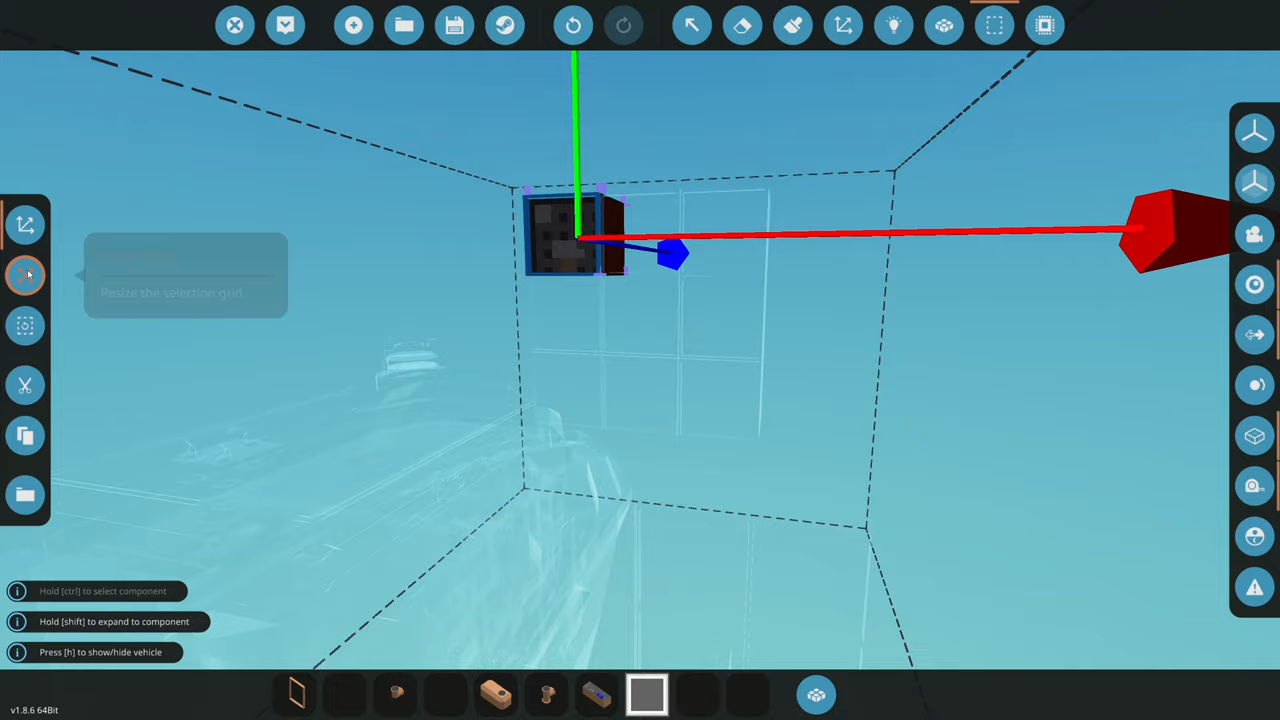 Resize the selection grid.
Hold [ctrl] to select component
Hold [shift] to expand to component
Press [h] to show/hide vehicle
v1.8.6 64Bit